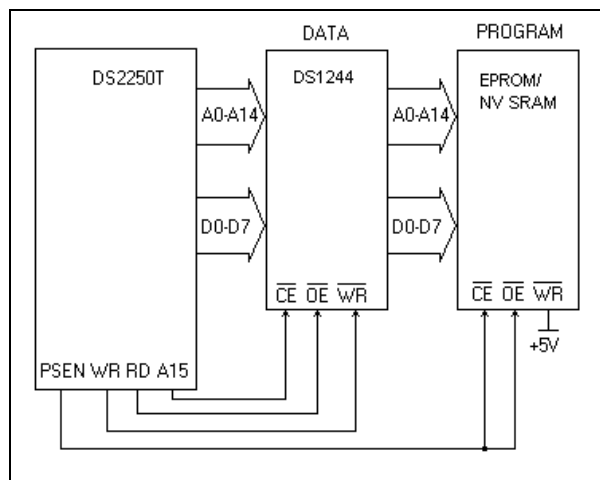 DATA
PROGRAM
DS2250T
DS1244
EPROM/
NV SRAM
A0-A14
A0-A14
D0-D7
D0-D7
CE OE WR
CE OE WR
+5V
PSEN WR RD A15